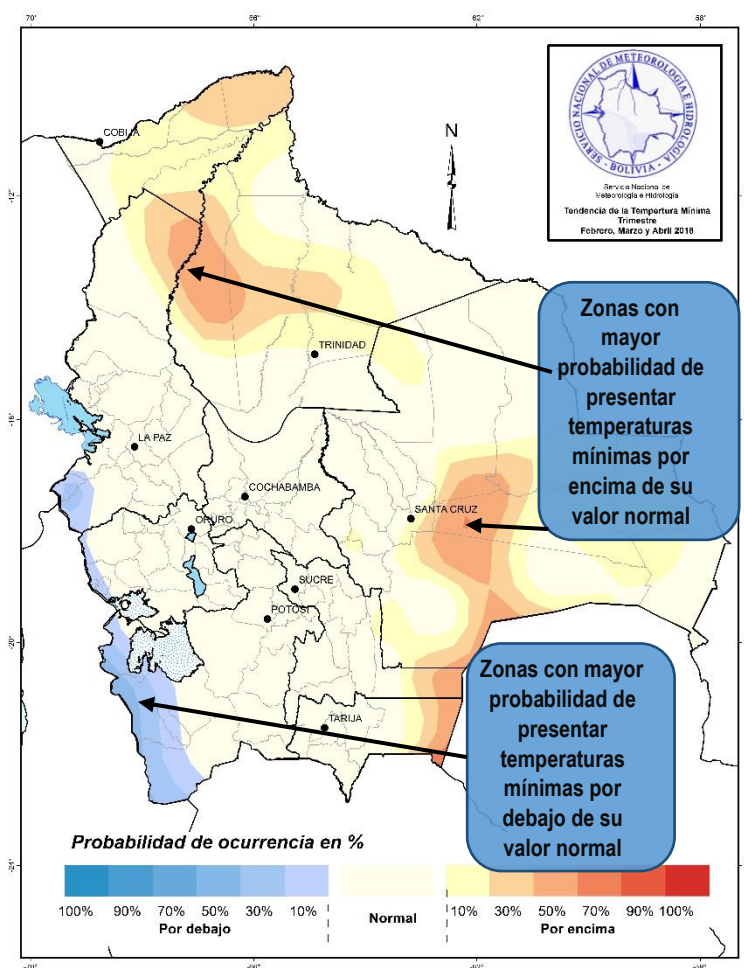 70°
66°
62°
58°
SERVICIO NACIONAL DE METEOROLOGÍA E HIDROLOGÍA
- BOLIVIA -
Servicio Nacional de
Meteorología e Hidrología
Tendencia de la Tempertura Mínima
Trimestre
Febrero, Marzo y Abril 2018
N
COBIJA
-12°
TRINIDAD
Zonas con
mayor
probabilidad de
presentar
temperaturas
mínimas por
encima de su
valor normal
-16°
LA PAZ
COCHABAMBA
SANTA CRUZ
ORURO
SUCRE
POTOSÍ
-20°
TARIJA
Zonas con mayor
probabilidad de
presentar
temperaturas
mínimas por
debajo de su
valor normal
Probabilidad de ocurrencia en %
-24°
100% 90% 70% 50% 30% 10% Normal 10% 30% 50% 70% 90% 100%
Por debajo Por encima